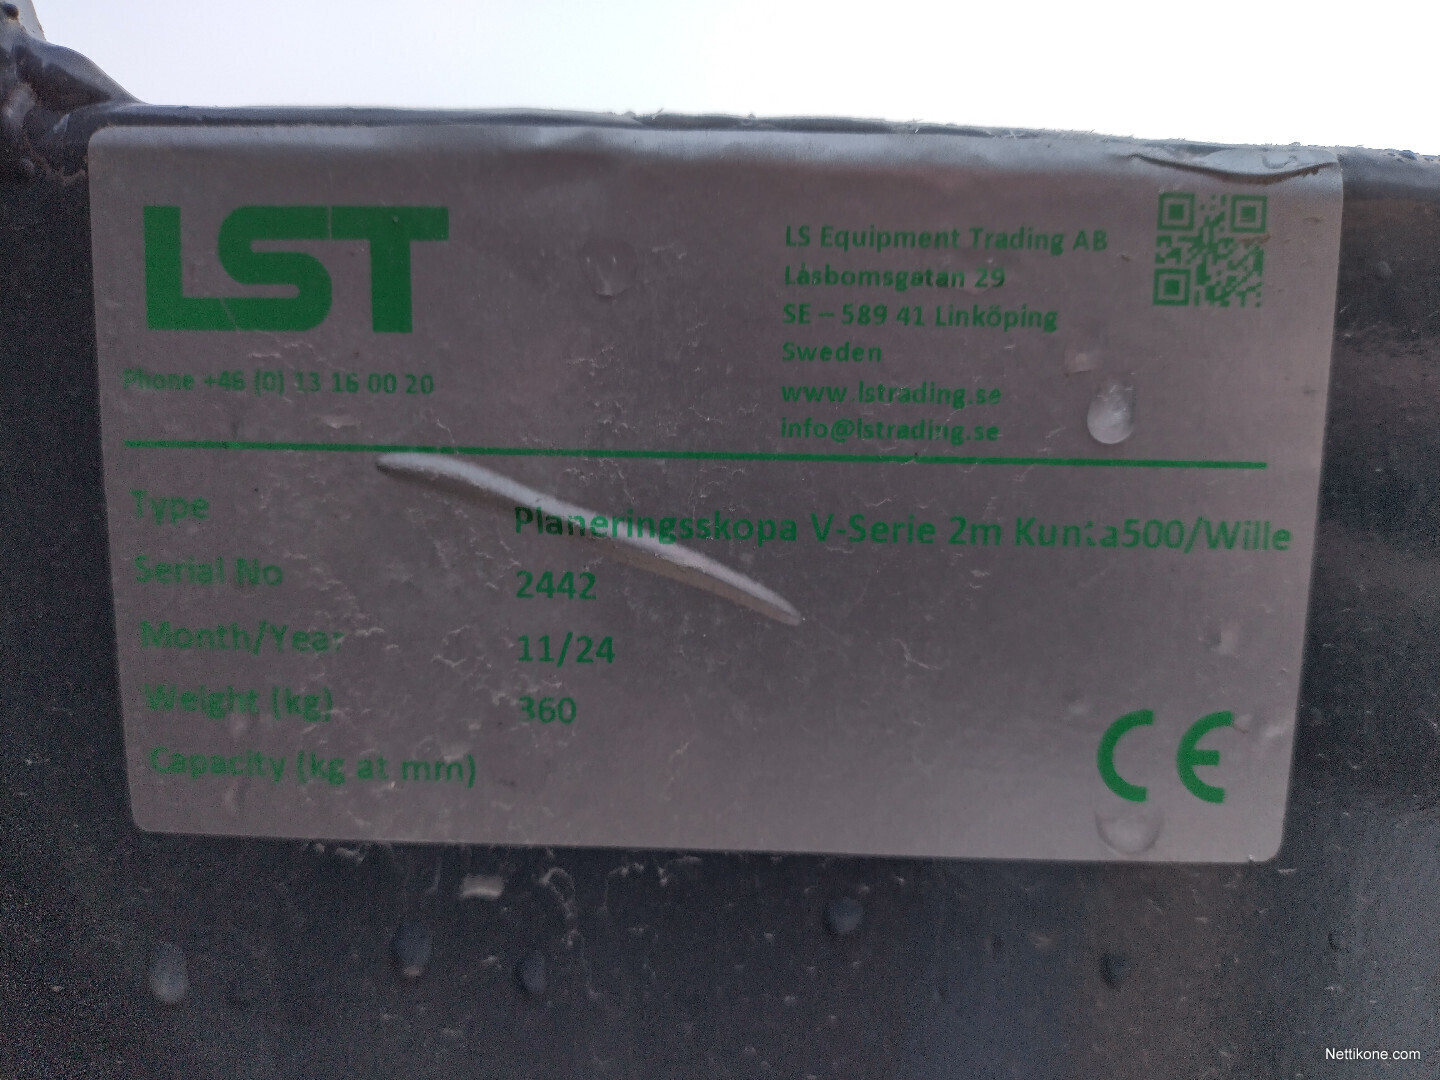 LST
Phone +46 (0) 13 16 00 20
LS Equipment Trading AB
Låsbomsgatan 29
SE – 589 41 Linköping
Sweden
www.lstrading.se
info@lstrading.se
Type Planeringsskopa V-Serie 2m Kunta500/Wille
Serial No 2442
Month/Year 11/24
Weight (kg) 360
Capacity (kg at mm)
CE
Nettikone.com